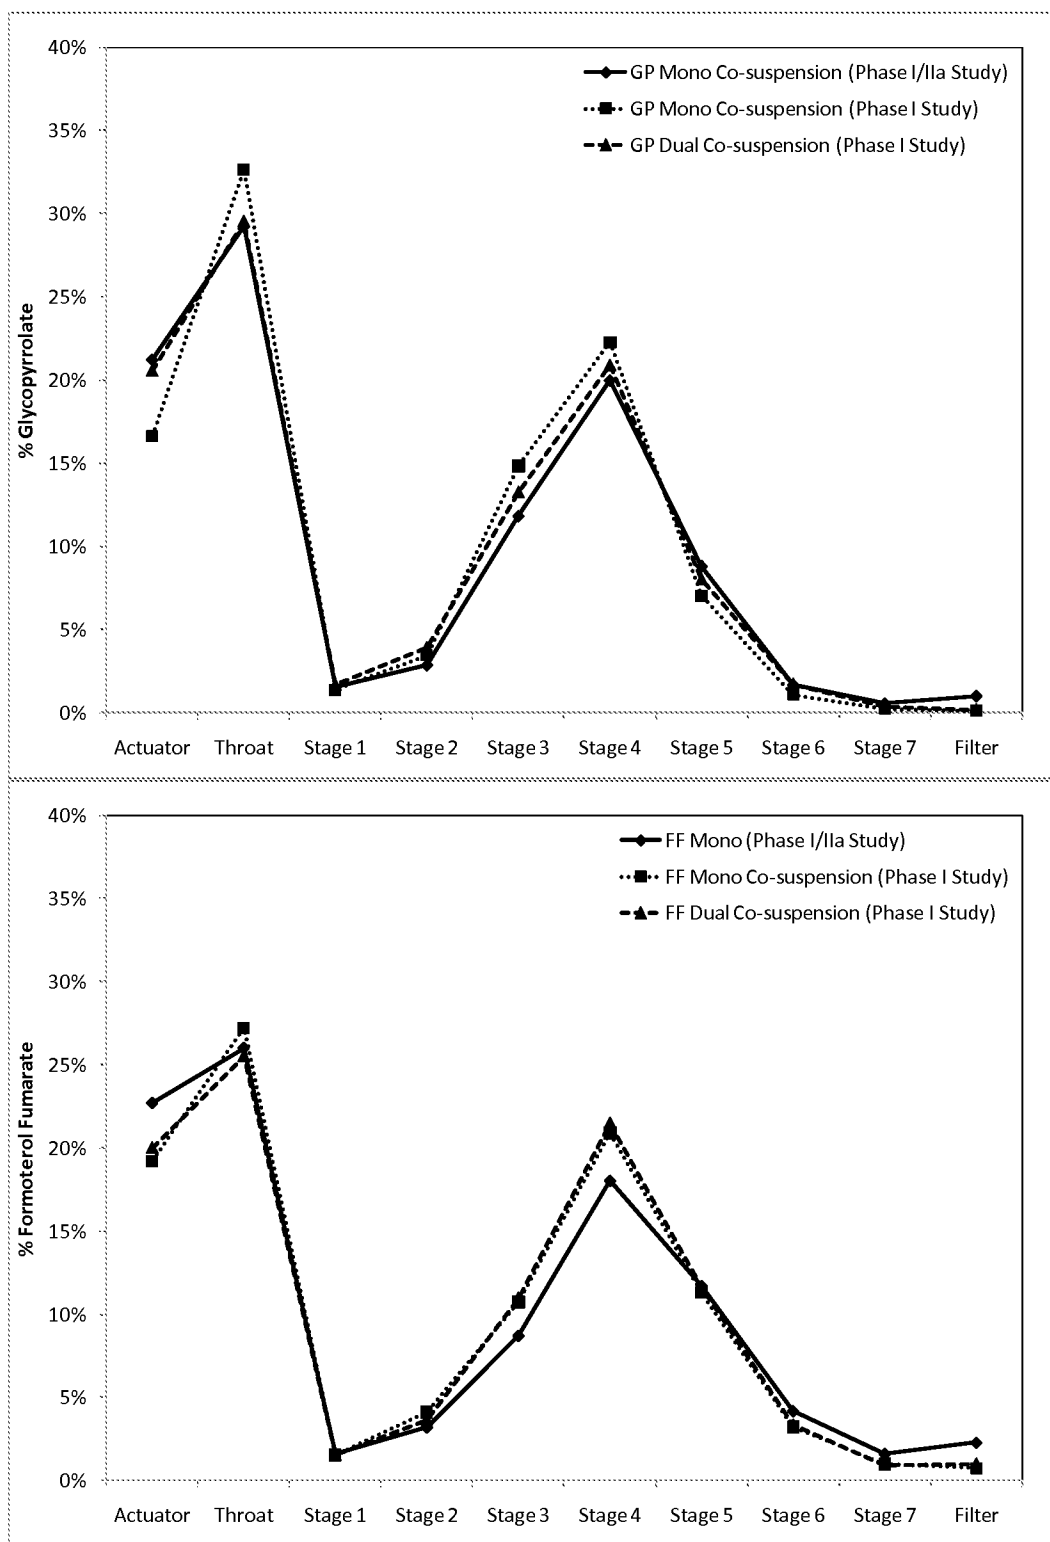 40%
GP Mono Co-suspension (Phase I/IIa Study)
GP Mono Co-suspension (Phase I Study)
GP Dual Co-suspension (Phase I Study)
35%
30%
25%
20%
15%
10%
5%
0%
% Glycopyrrolate
Actuator Throat Stage 1 Stage 2 Stage 3 Stage 4 Stage 5 Stage 6 Stage 7 Filter
40%
FF Mono (Phase I/IIa Study)
FF Mono Co-suspension (Phase I Study)
FF Dual Co-suspension (Phase I Study)
35%
30%
25%
20%
15%
10%
5%
0%
% Formoterol Fumarate
Actuator Throat Stage 1 Stage 2 Stage 3 Stage 4 Stage 5 Stage 6 Stage 7 Filter